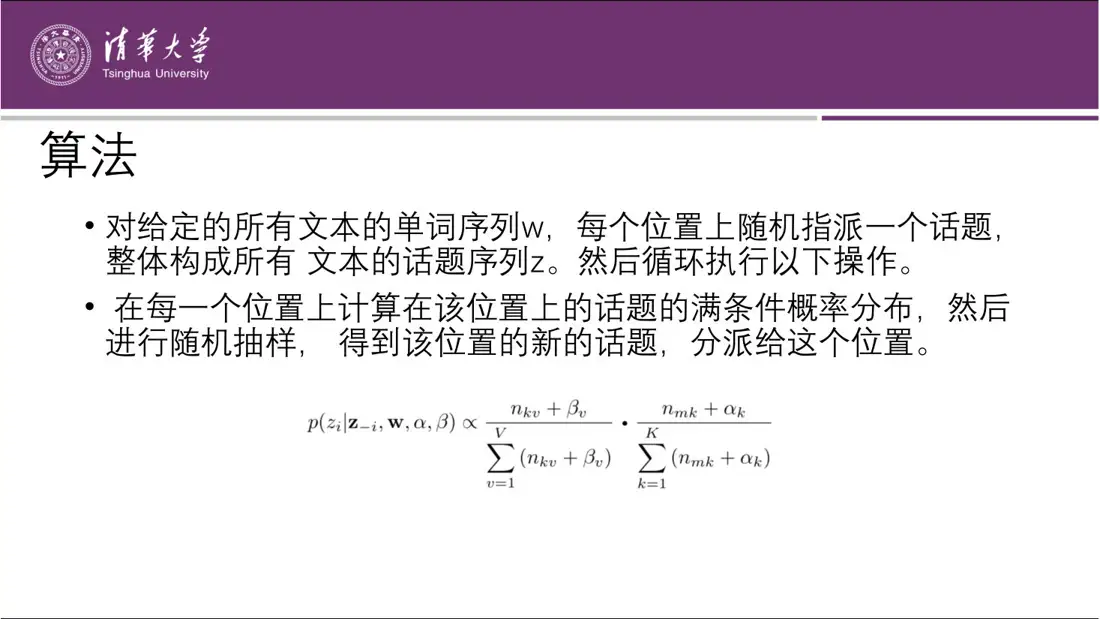 清华大学
Tsinghua University
算法
• 对给定的所有文本的单词序列w，每个位置上随机指派一个话题，
整体构成所有 文本的话题序列z。然后循环执行以下操作。
• 在每一个位置上计算在该位置上的话题的满条件概率分布，然后
进行随机抽样， 得到该位置的新的话题，分派给这个位置。
p(z_i|z_{-i}, w, α, β) ∝ \frac{n_{kv} + β_v}{\sum_{v=1}^{V} (n_{kv} + β_v)} • \frac{n_{mk} + α_k}{\sum_{k=1}^{K} (n_{mk} + α_k)}